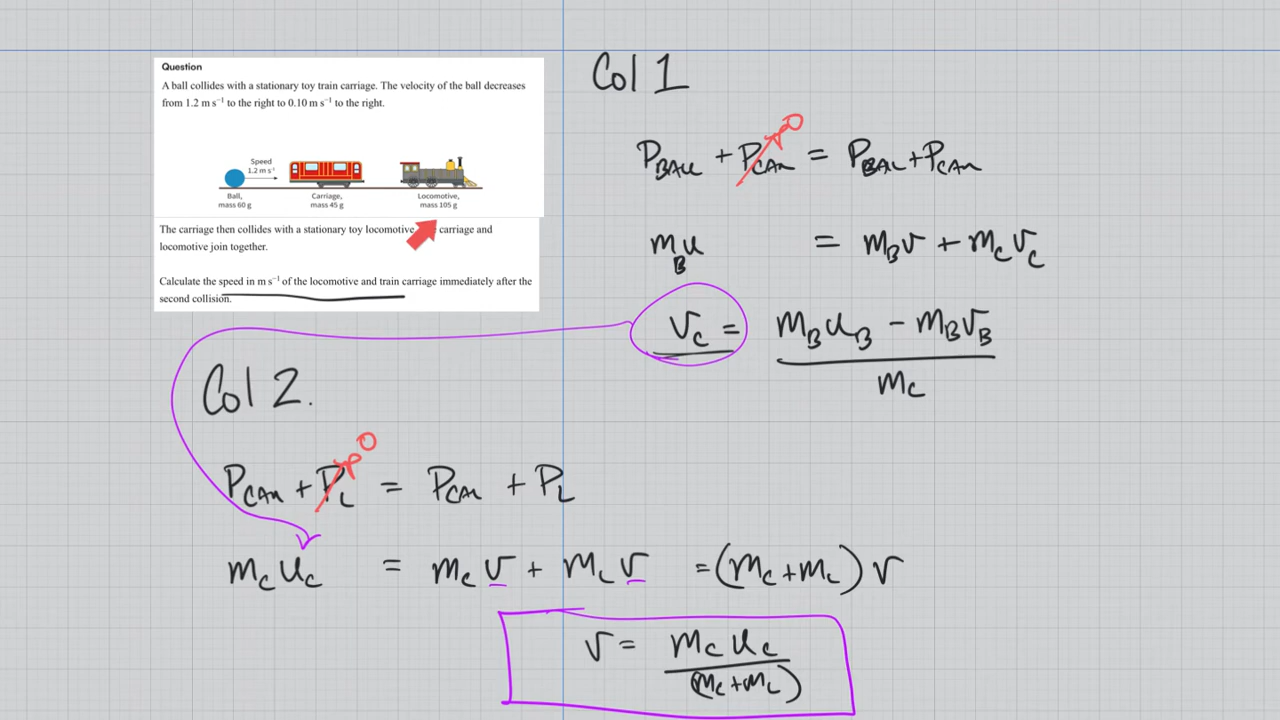 Question
A ball collides with a stationary toy train carriage. The velocity of the ball decreases
from 1.2 m s⁻¹ to the right to 0.10 m s⁻¹ to the right.
Speed
1.2 m s⁻¹
Ball,
mass 60 g
Carriage,
mass 45 g
Locomotive,
mass 105 g
The carriage then collides with a stationary toy locomotive carriage and
locomotive join together.
Calculate the speed in m s⁻¹ of the locomotive and train carriage immediately after the
second collision.
Col 1
P_BALL + P_CAR → 0 = P_BAL + P_CAR
m_B u = m_B v + m_C v_C
v_C = (m_B u_B - m_B v_B) / m_C
Col 2.
P_CAR + P_L → 0 = P_CAR + P_L
m_C u_C = m_C v + m_L v = (m_C + m_L) v
v = m_C u_C / (m_C + m_L)